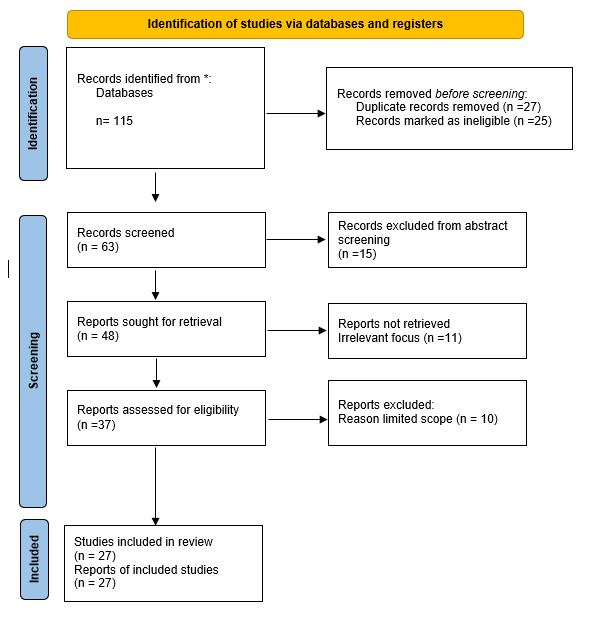 Identification of studies via databases and registers
Identification
Records identified from *:
Databases
n= 115
Records removed before screening:
Duplicate records removed (n =27)
Records marked as ineligible (n =25)
Screening
Records screened
(n = 63)
Records excluded from abstract
screening
(n =15)
Reports sought for retrieval
(n = 48)
Reports not retrieved
Irrelevant focus (n =11)
Reports assessed for eligibility
(n =37)
Reports excluded:
Reason limited scope (n = 10)
Included
Studies included in review
(n = 27)
Reports of included studies
(n = 27)